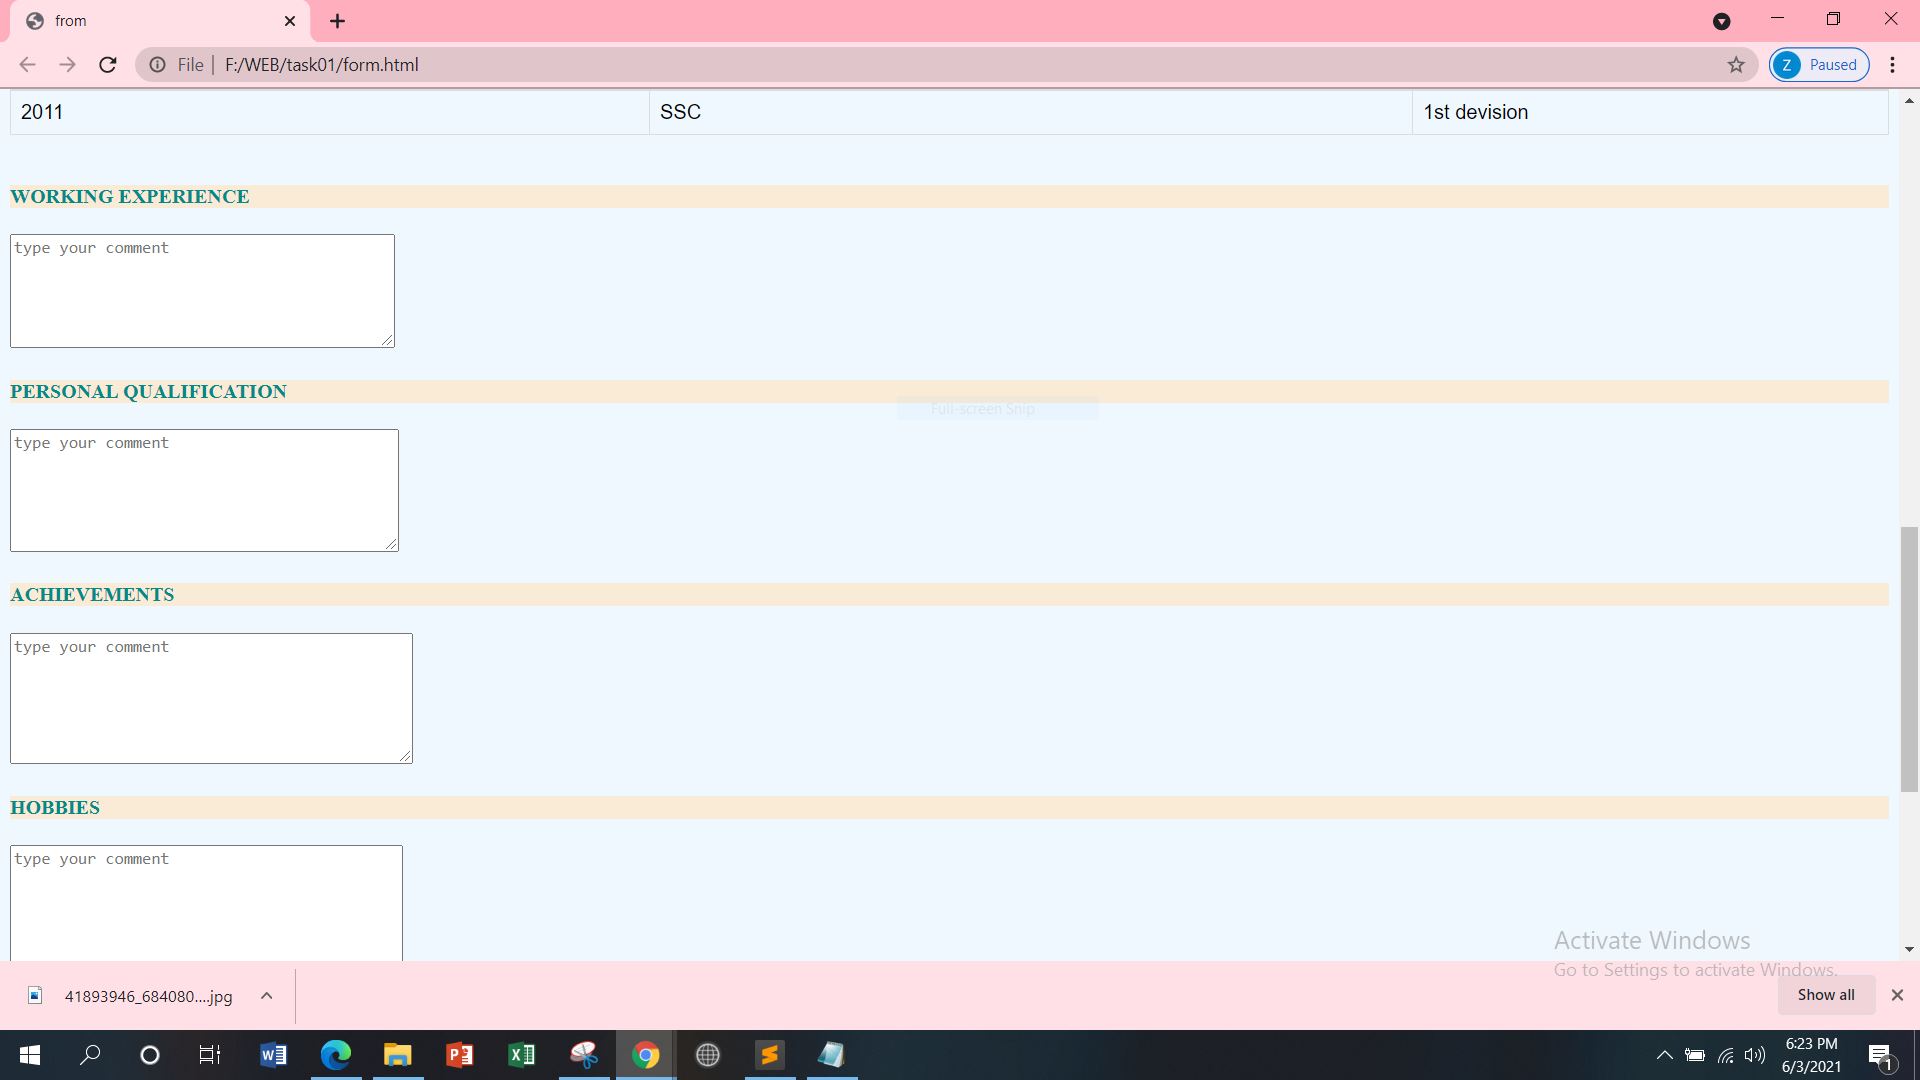 from
File F:/WEB/task01/form.html
Z Paused
2011 SSC 1st devision
WORKING EXPERIENCE
type your comment
PERSONAL QUALIFICATION
Full-screen Snip
type your comment
ACHIEVEMENTS
type your comment
HOBBIES
type your comment
Activate Windows
Go to Settings to activate Windows.
41893946_684080....jpg
Show all
6:23 PM
6/3/2021
1